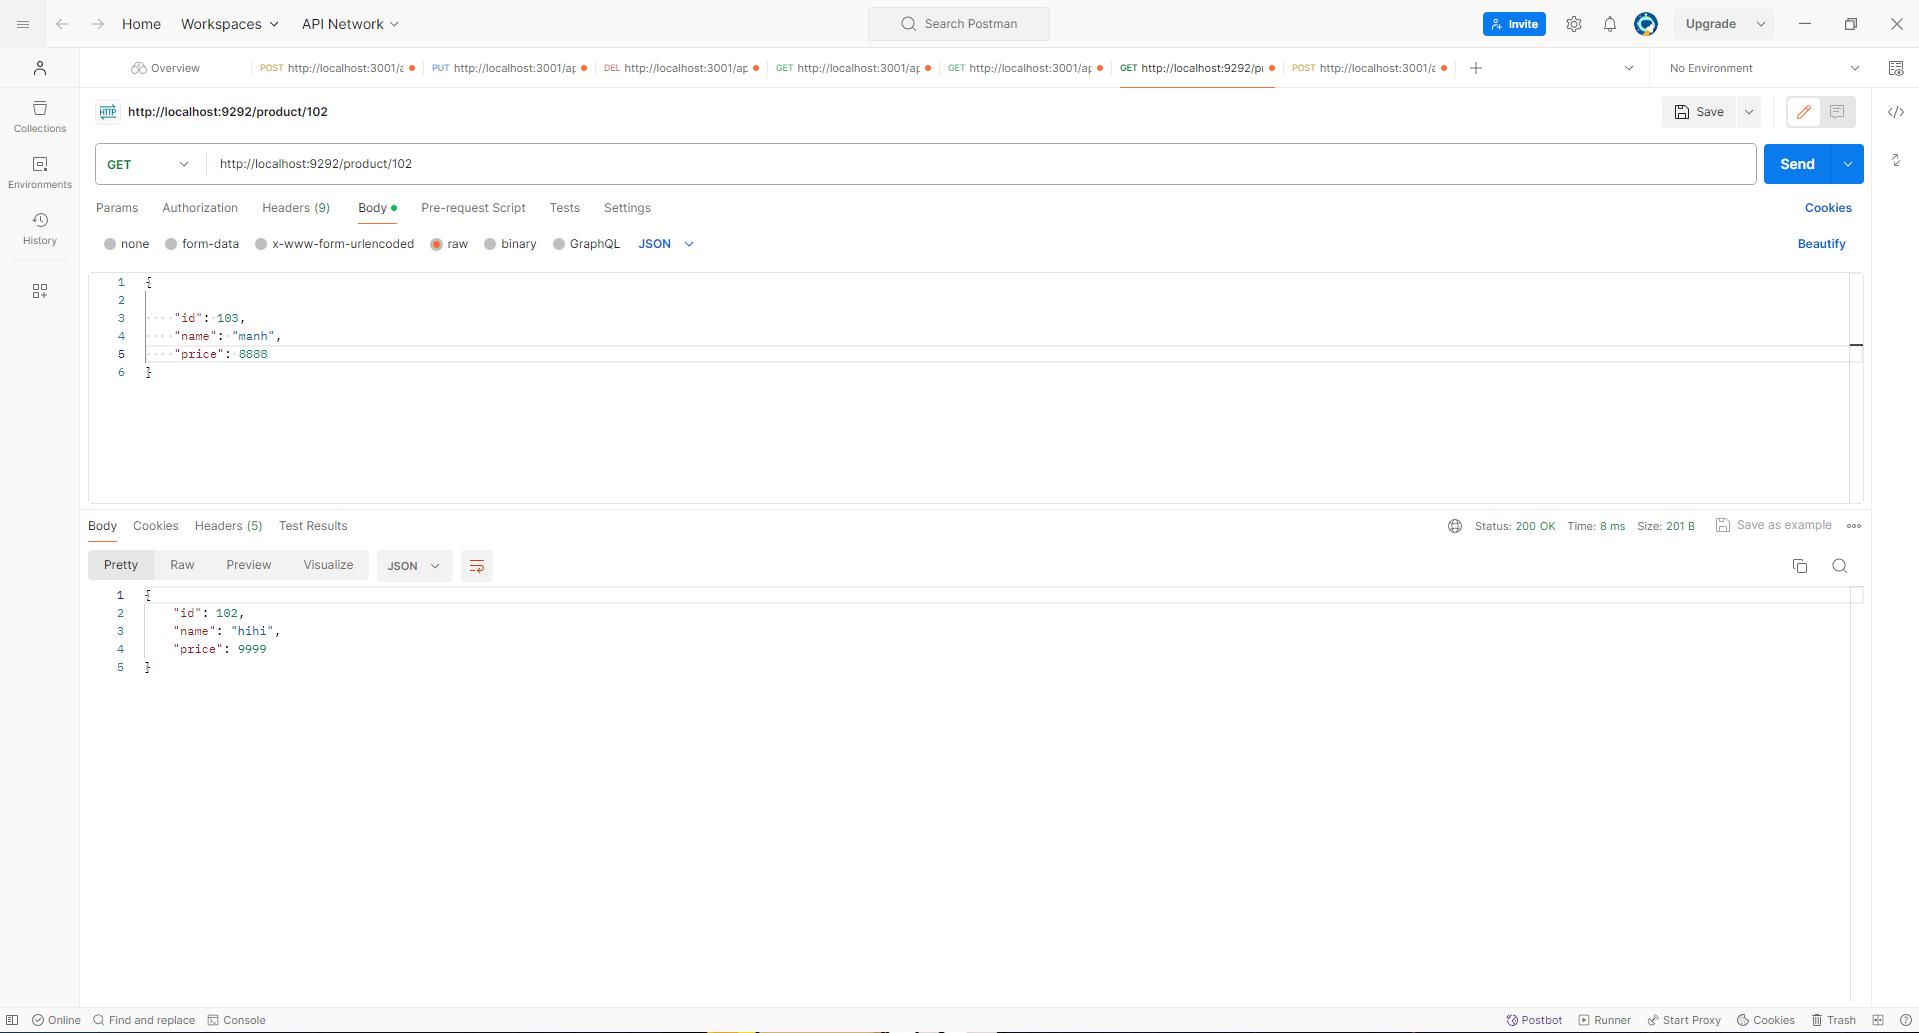 Home Workspaces API Network Search Postman Invite Upgrade
Overview POST http://localhost:3001/a PUT http://localhost:3001/ap DEL http://localhost:3001/ap GET http://localhost:3001/ap GET http://localhost:3001/ap GET http://localhost:9292/pr POST http://localhost:3001/a No Environment
HTTP http://localhost:9292/product/102 Save
GET http://localhost:9292/product/102 Send
Params Authorization Headers (9) Body Pre-request Script Tests Settings Cookies
none form-data x-www-form-urlencoded raw binary GraphQL JSON Beautify
Collections
Environments
History
1 {
2
3 "id": 103,
4 "name": "manh",
5 "price": 8888
6 }
Body Cookies Headers (5) Test Results Status: 200 OK Time: 8 ms Size: 201 B Save as example
Pretty Raw Preview Visualize JSON
1 {
2 "id": 102,
3 "name": "hihi",
4 "price": 9999
5 }
Online Find and replace Console Postbot Runner Start Proxy Cookies Trash